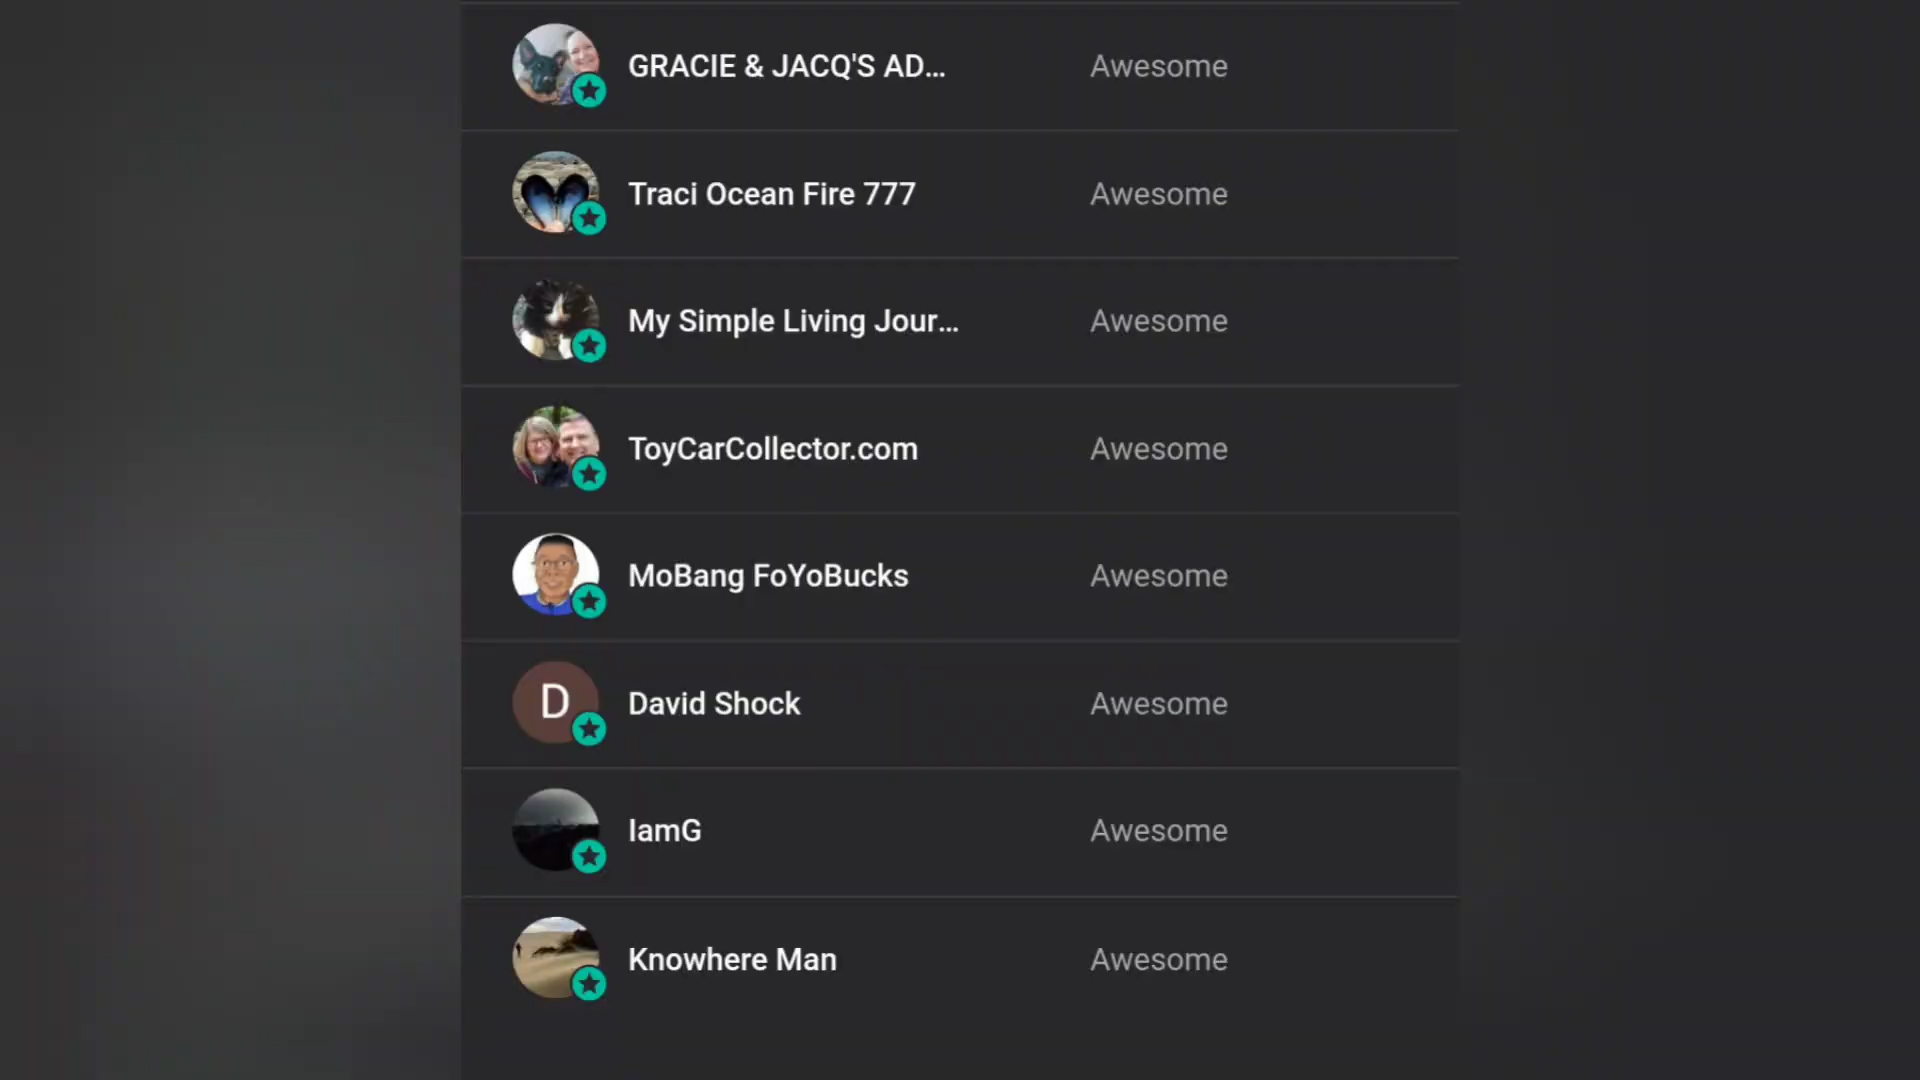 GRACIE & JACQ'S AD... Awesome
Traci Ocean Fire 777 Awesome
My Simple Living Jour... Awesome
ToyCarCollector.com Awesome
MoBang FoYoBucks Awesome
D David Shock Awesome
IamG Awesome
Knowhere Man Awesome